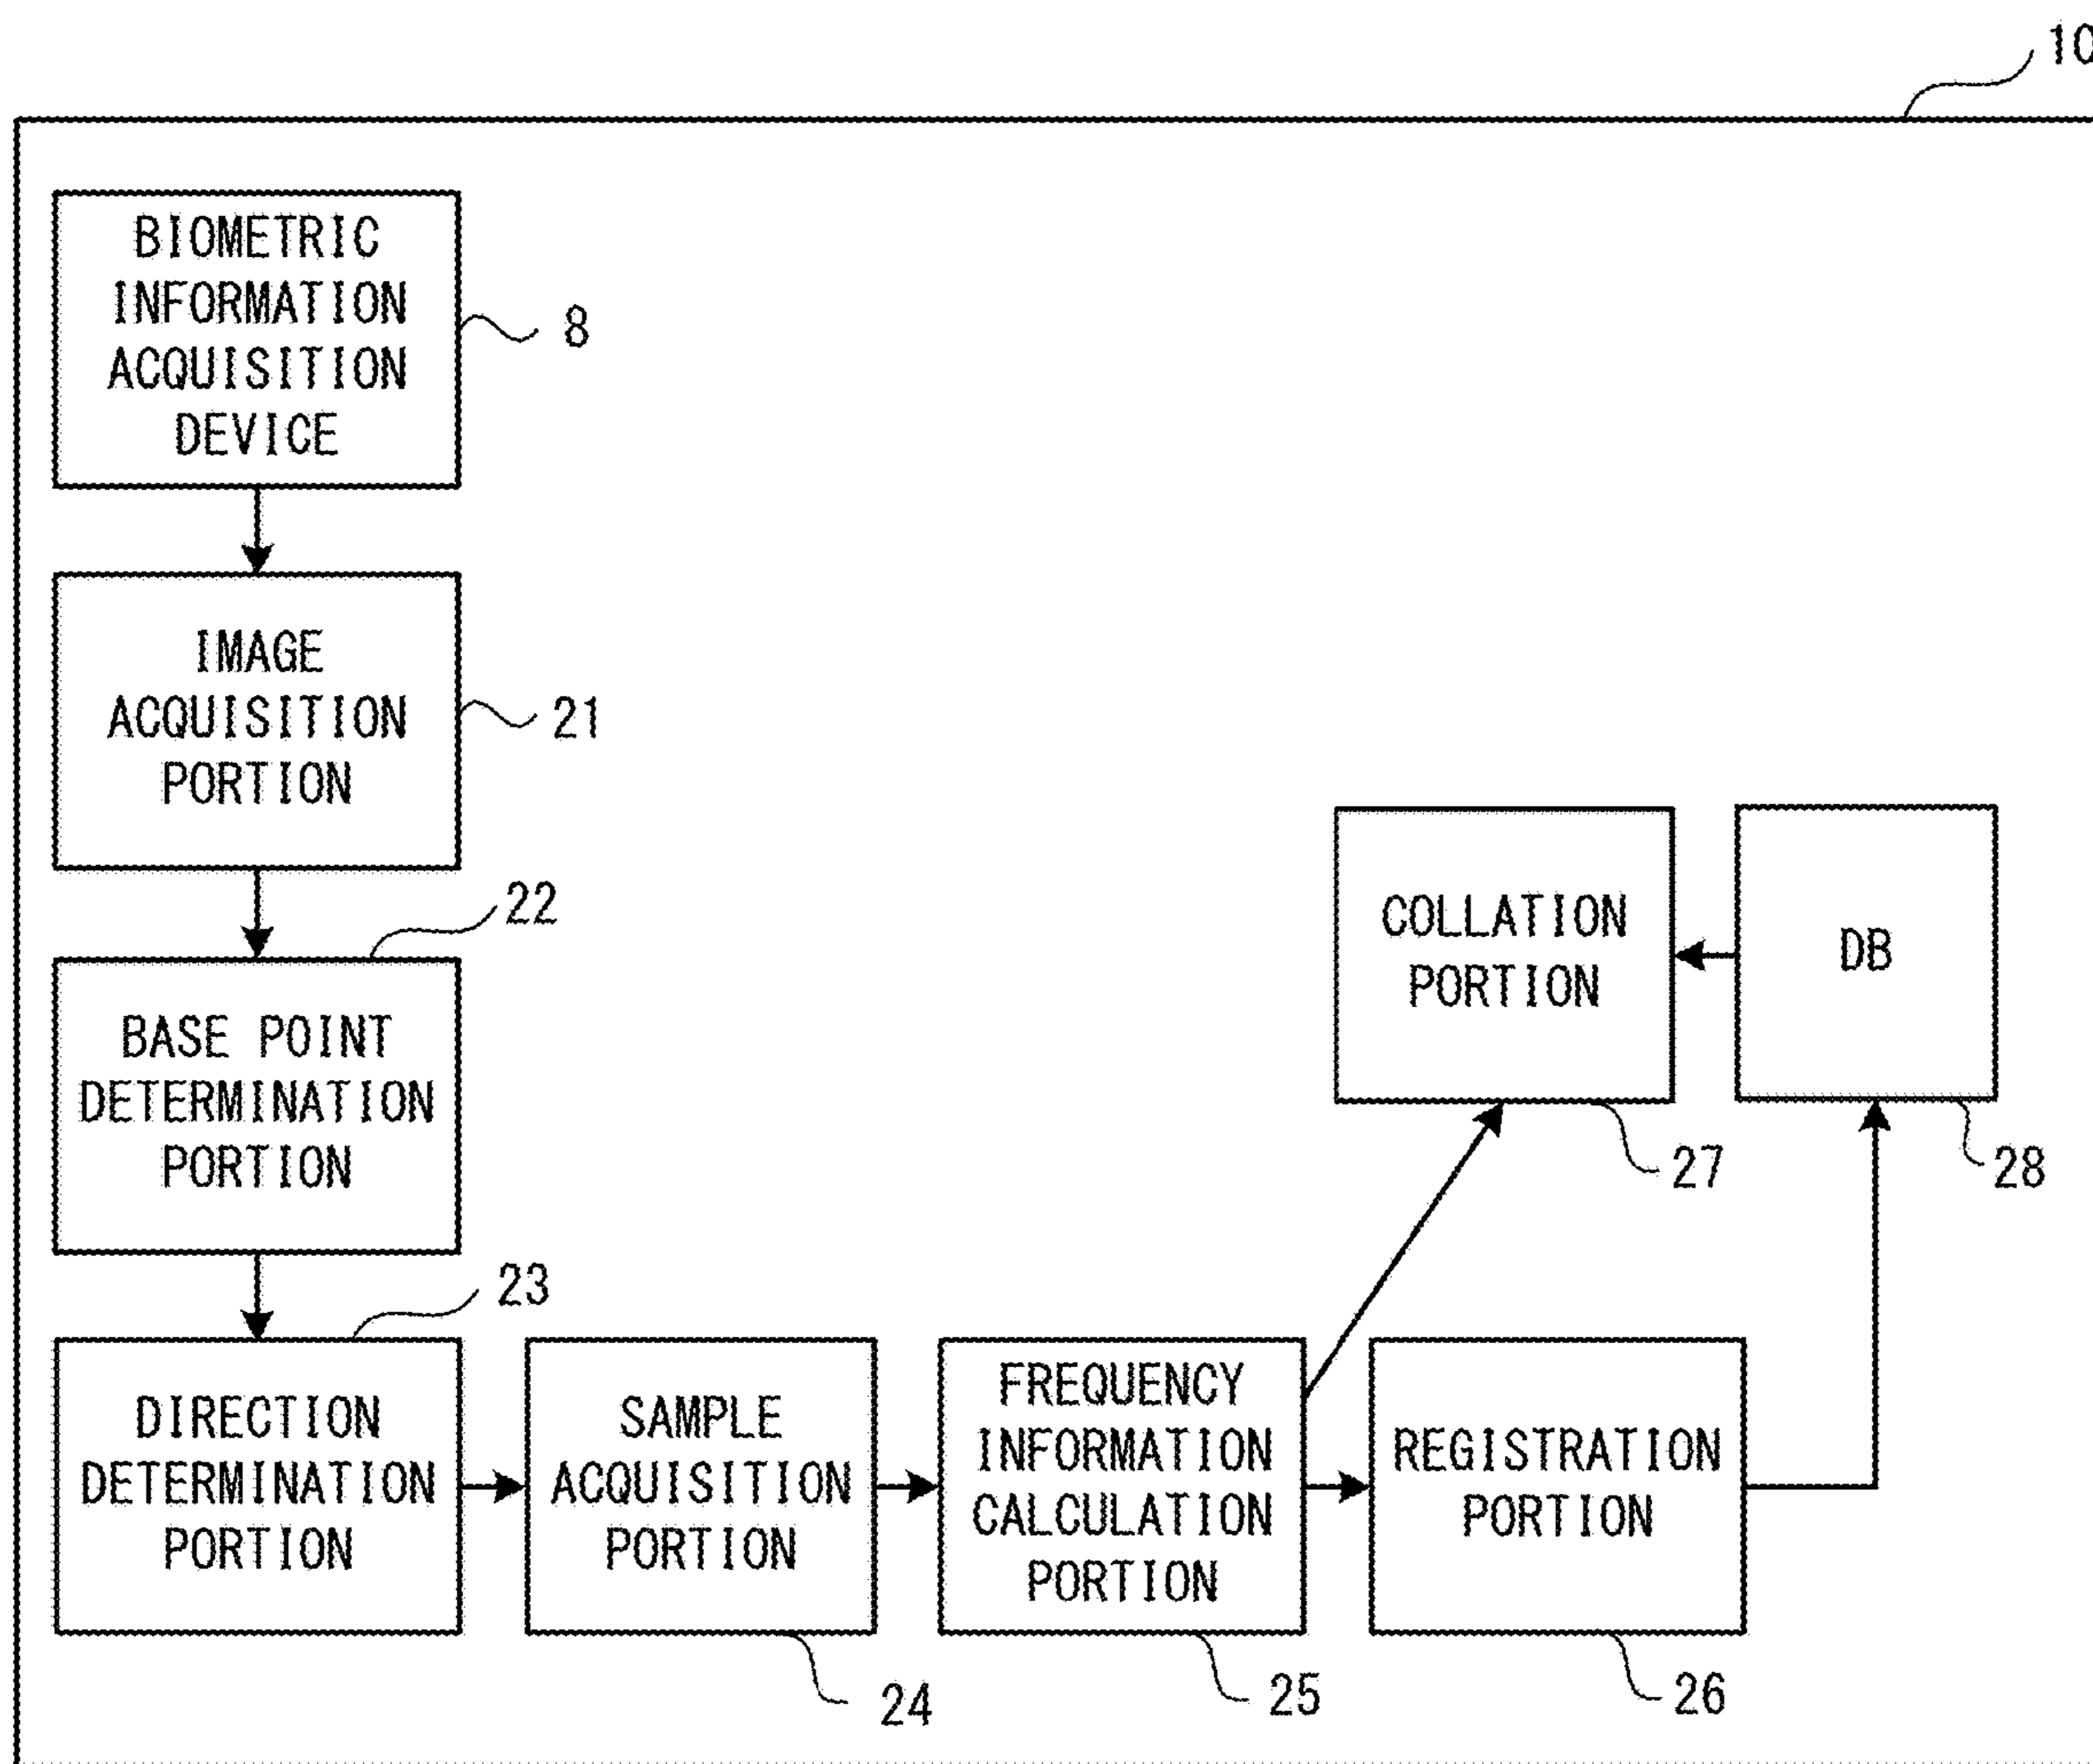 10
BIOMETRIC
INFORMATION
ACQUISITION
DEVICE
8
IMAGE
ACQUISITION
PORTION
21
22
BASE POINT
DETERMINATION
PORTION
COLLATION
PORTION
27
DB
28
23
DIRECTION
DETERMINATION
PORTION
SAMPLE
ACQUISITION
PORTION
24
FREQUENCY
INFORMATION
CALCULATION
PORTION
25
REGISTRATION
PORTION
26